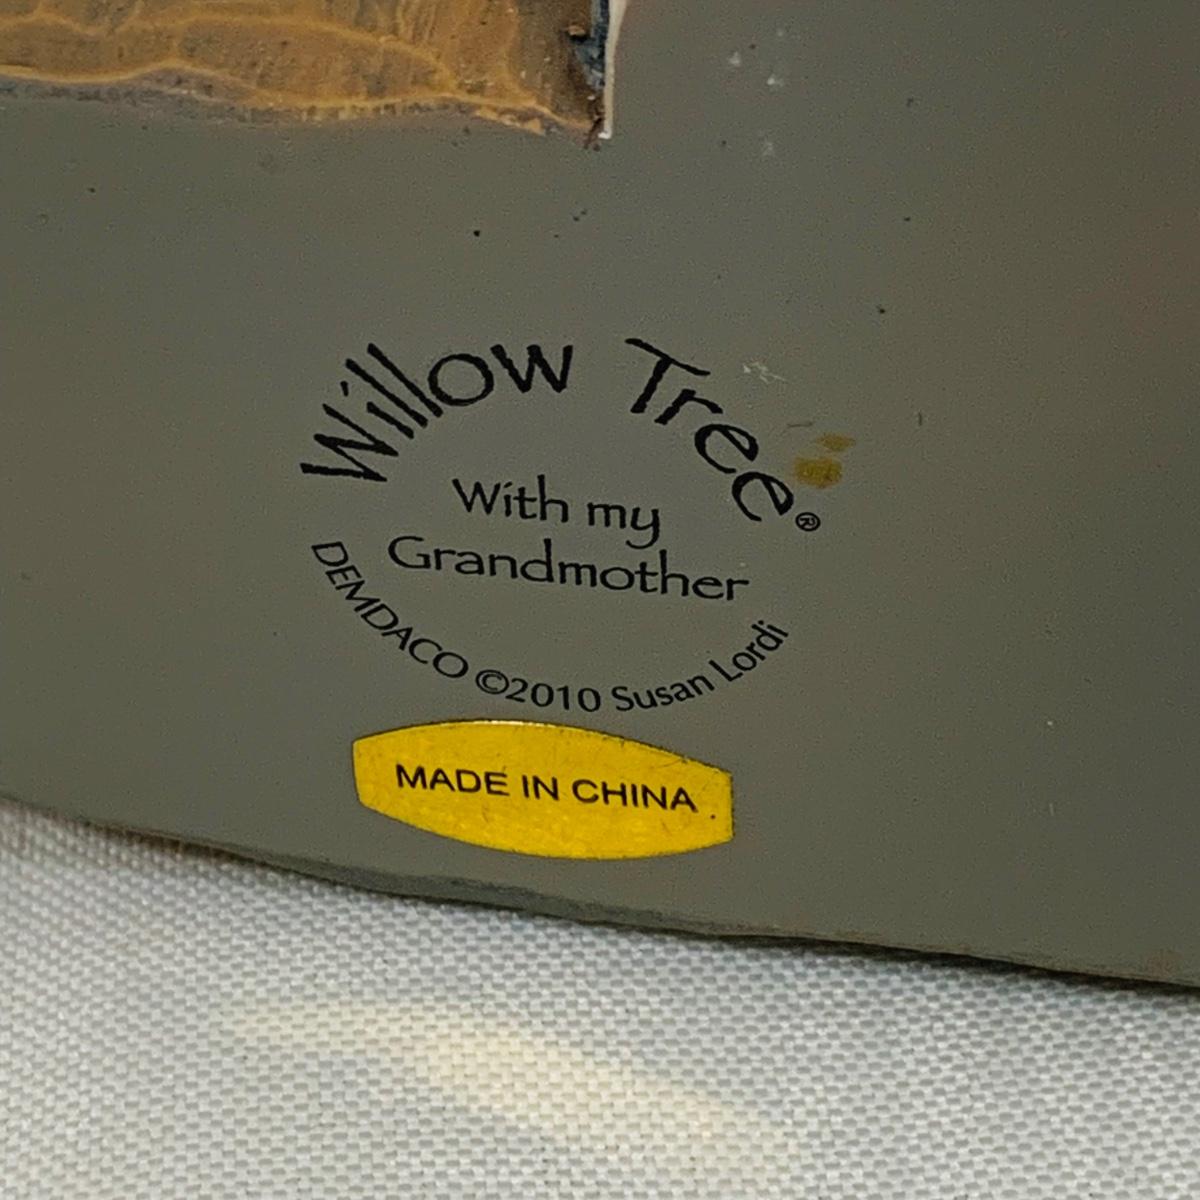 Willow Tree®
With my
Grandmother
DEMDACO ©2010 Susan Lordi
MADE IN CHINA